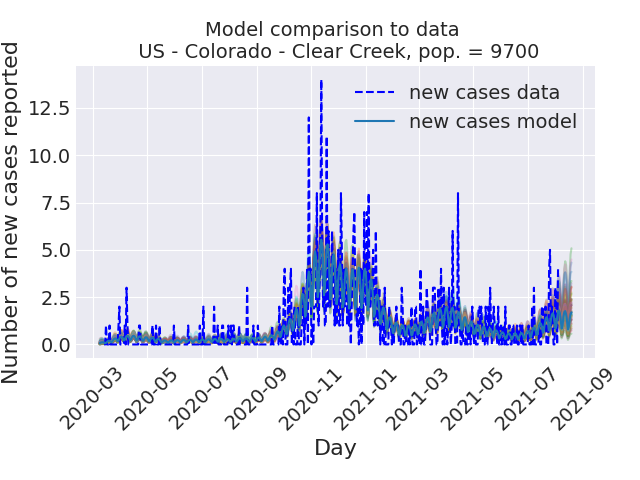 Model comparison to data
US - Colorado - Clear Creek, pop. = 9700
Number of new cases reported
12.5
10.0
7.5
5.0
2.5
0.0
new cases data
new cases model
2020-03
2020-05
2020-07
2020-09
2020-11
2021-01
2021-03
2021-05
2021-07
2021-09
Day